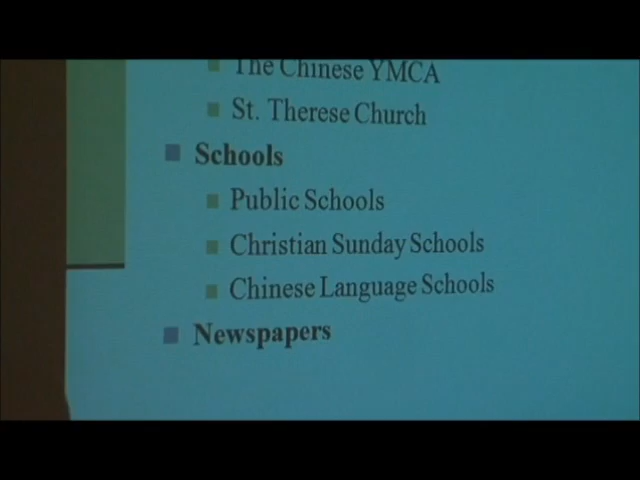 The Chinese YMCA
St. Therese Church
Schools
Public Schools
Christian Sunday Schools
Chinese Language Schools
Newspapers